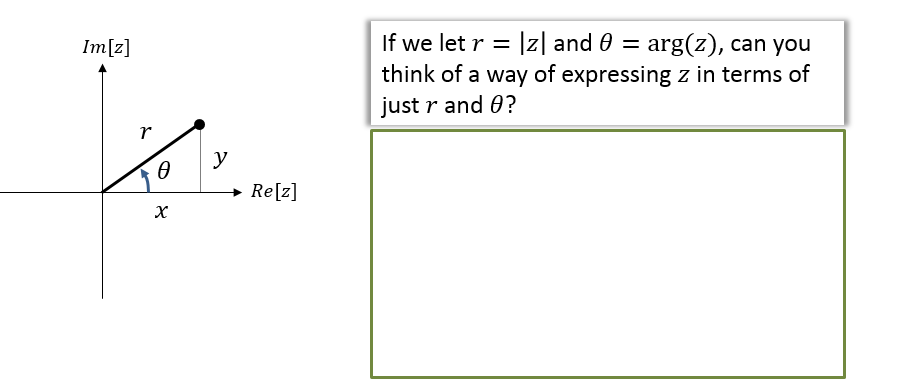 Im[z]
r
θ
y
Re[z]
x
If we let r = |z| and θ = arg(z), can you
think of a way of expressing z in terms of
just r and θ?